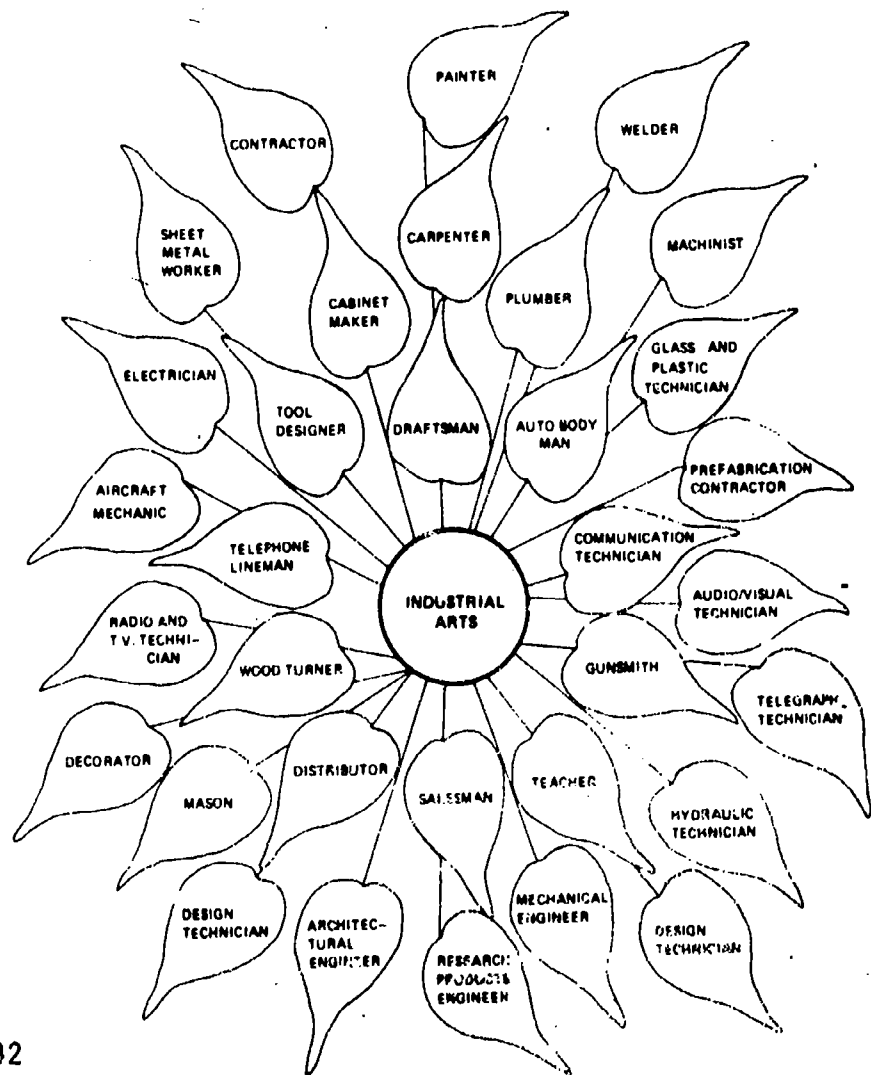 PAINTER
CONTRACTOR
WELDER
SHEET
METAL
WORKER
CARPENTER
MACHINIST
CABINET
MAKER
PLUMBER
ELECTRICIAN
TOOL
DESIGNER
DRAFTSMAN
AUTO BODY
MAN
GLASS AND
PLASTIC
TECHNICIAN
PREFABRICATION
CONTRACTOR
AIRCRAFT
MECHANIC
TELEPHONE
LINEMAN
COMMUNICATION
TECHNICIAN
INDUSTRIAL
ARTS
AUDIO/VISUAL
TECHNICIAN
RADIO AND
T.V. TECHNI-
CIAN
WOOD TURNER
GUNSMITH
TELEGRAPH
TECHNICIAN
DECORATOR
MASON
DISTRIBUTOR
SALESMAN
TEACHER
HYDRAULIC
TECHNICIAN
DESIGN
TECHNICIAN
ARCHITEC-
TURAL
ENGINEER
RESEARCH
PRODUCTS
ENGINEER
MECHANICAL
ENGINEER
DESIGN
TECHNICIAN